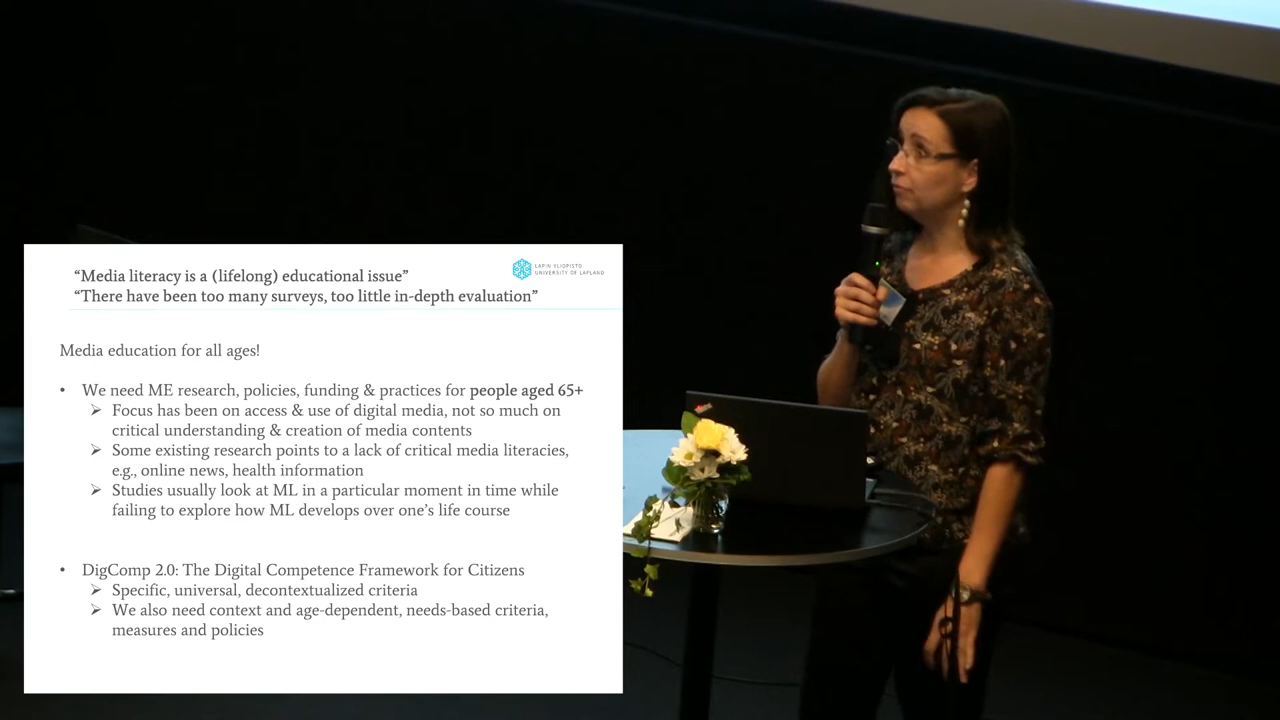 “Media literacy is a (lifelong) educational issue”
“There have been too many surveys, too little in-depth evaluation”
LAPIN YLIOPISTO
UNIVERSITY OF LAPLAND
Media education for all ages!
• We need ME research, policies, funding & practices for people aged 65+
➢ Focus has been on access & use of digital media, not so much on
critical understanding & creation of media contents
➢ Some existing research points to a lack of critical media literacies,
e.g., online news, health information
➢ Studies usually look at ML in a particular moment in time while
failing to explore how ML develops over one’s life course
• DigComp 2.0: The Digital Competence Framework for Citizens
➢ Specific, universal, decontextualized criteria
➢ We also need context and age-dependent, needs-based criteria,
measures and policies